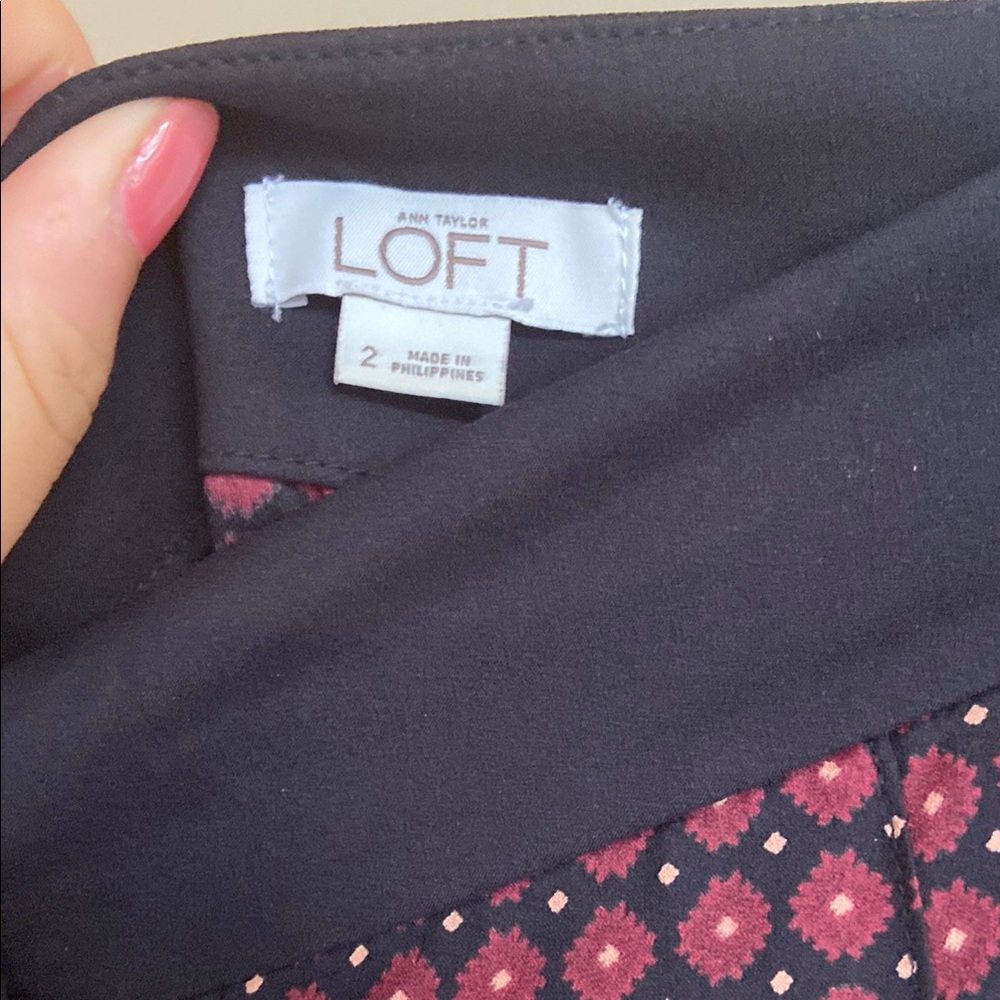 ANN TAYLOR
LOFT
2 MADE IN
PHILIPPINES